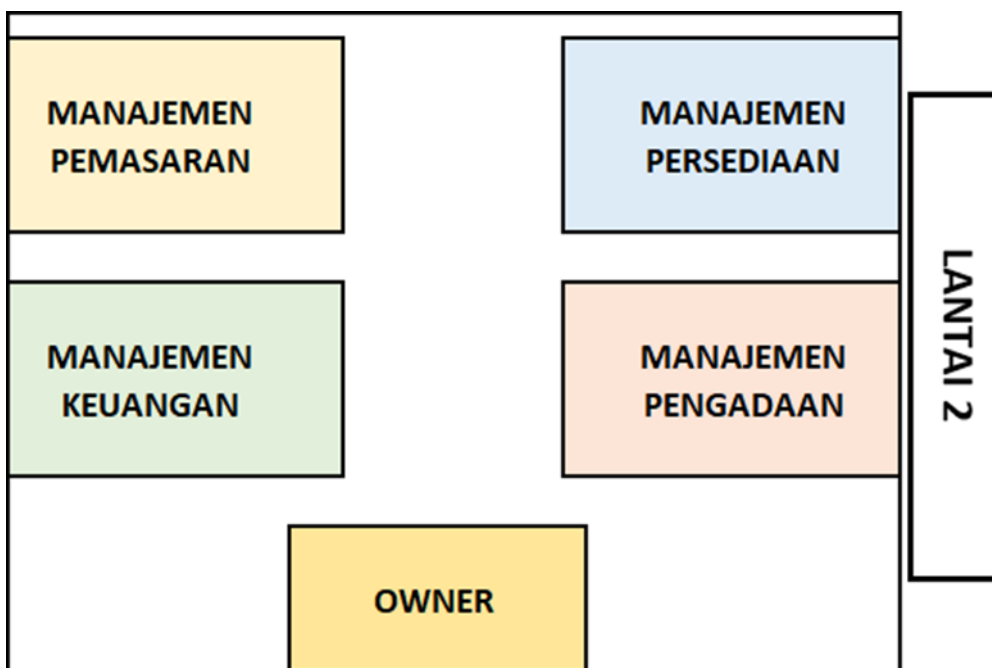 MANAJEMEN
PEMASARAN
MANAJEMEN
PERSEDIAAN
MANAJEMEN
KEUANGAN
MANAJEMEN
PENGADAAN
OWNER
LANTAI 2